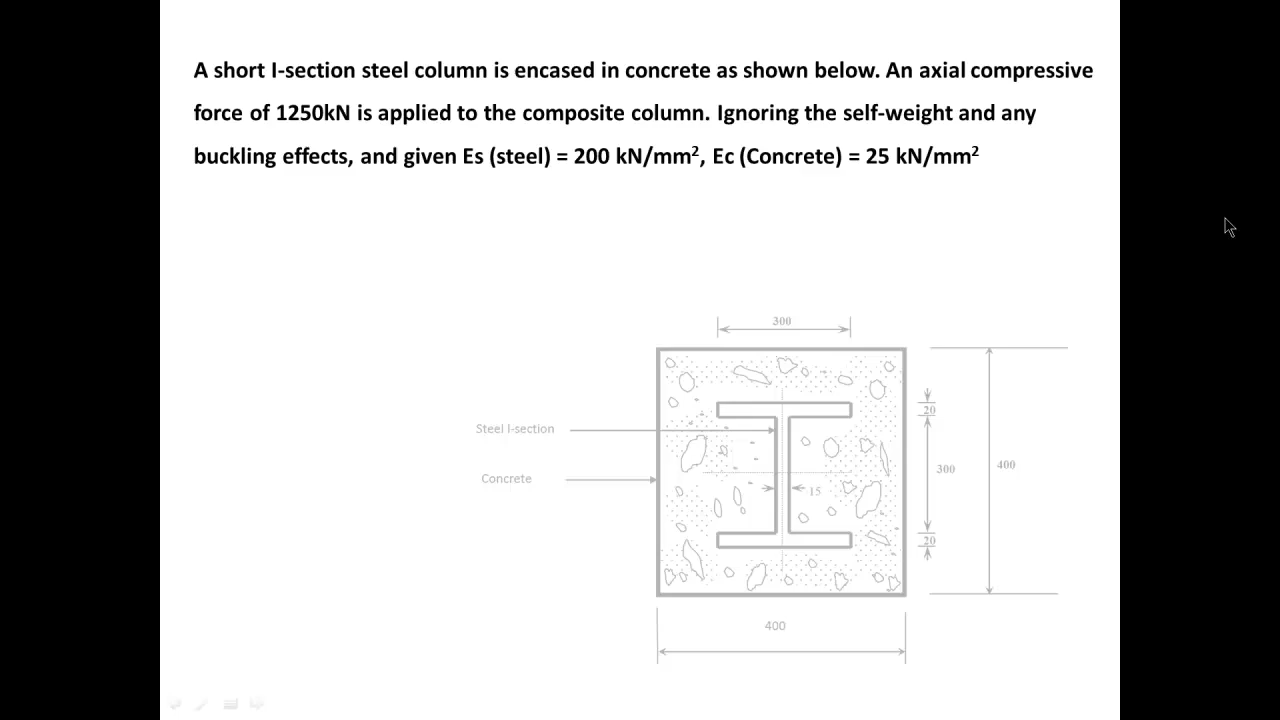 A short I-section steel column is encased in concrete as shown below. An axial compressive
force of 1250kN is applied to the composite column. Ignoring the self-weight and any
buckling effects, and given Es (steel) = 200 kN/mm², Ec (Concrete) = 25 kN/mm²
300
20
Steel I-section
300
400
Concrete
15
20
400